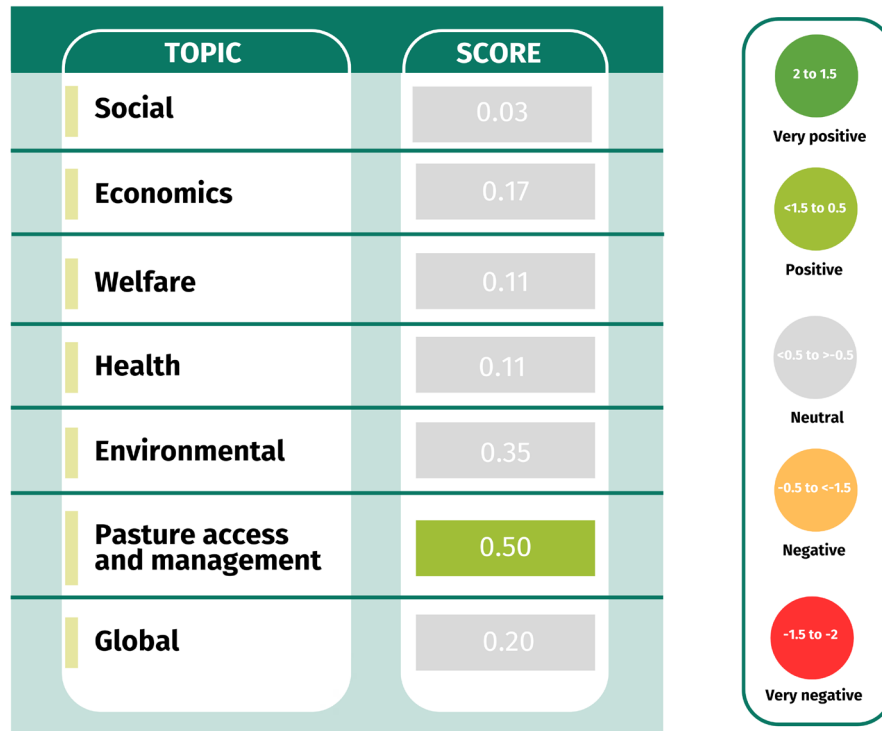 TOPIC SCORE
Social 0.03
Economics 0.17
Welfare 0.11
Health 0.11
Environmental 0.35
Pasture access
and management 0.50
Global 0.20
2 to 1.5
Very positive
<1.5 to 0.5
Positive
<0.5 to >-0.5
Neutral
-0.5 to <-1.5
Negative
-1.5 to -2
Very negative